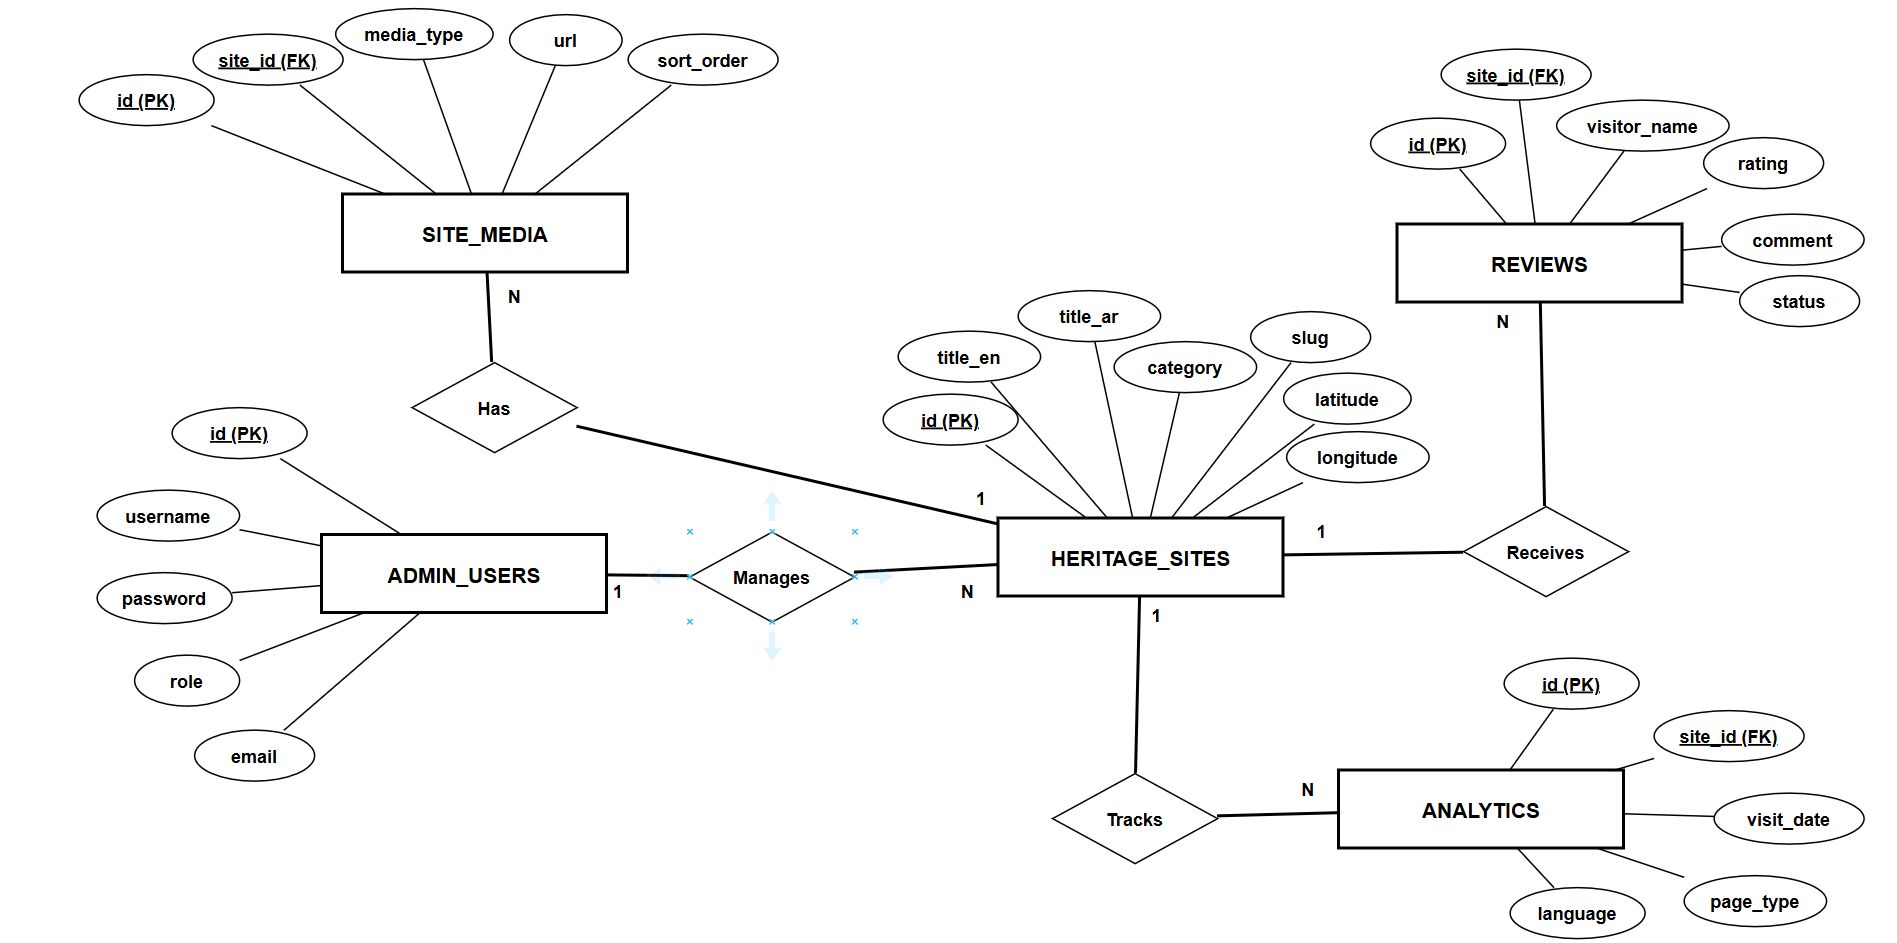 media_type
url
site_id (FK)
sort_order
id (PK)
SITE_MEDIA
N
Has
site_id (FK)
visitor_name
id (PK)
rating
comment
REVIEWS
status
N
title_ar
slug
title_en
category
latitude
id (PK)
longitude
1
HERITAGE_SITES
1
Receives
id (PK)
username
ADMIN_USERS
password
role
email
1
Manages
N
1
Tracks
N
id (PK)
site_id (FK)
ANALYTICS
visit_date
page_type
language